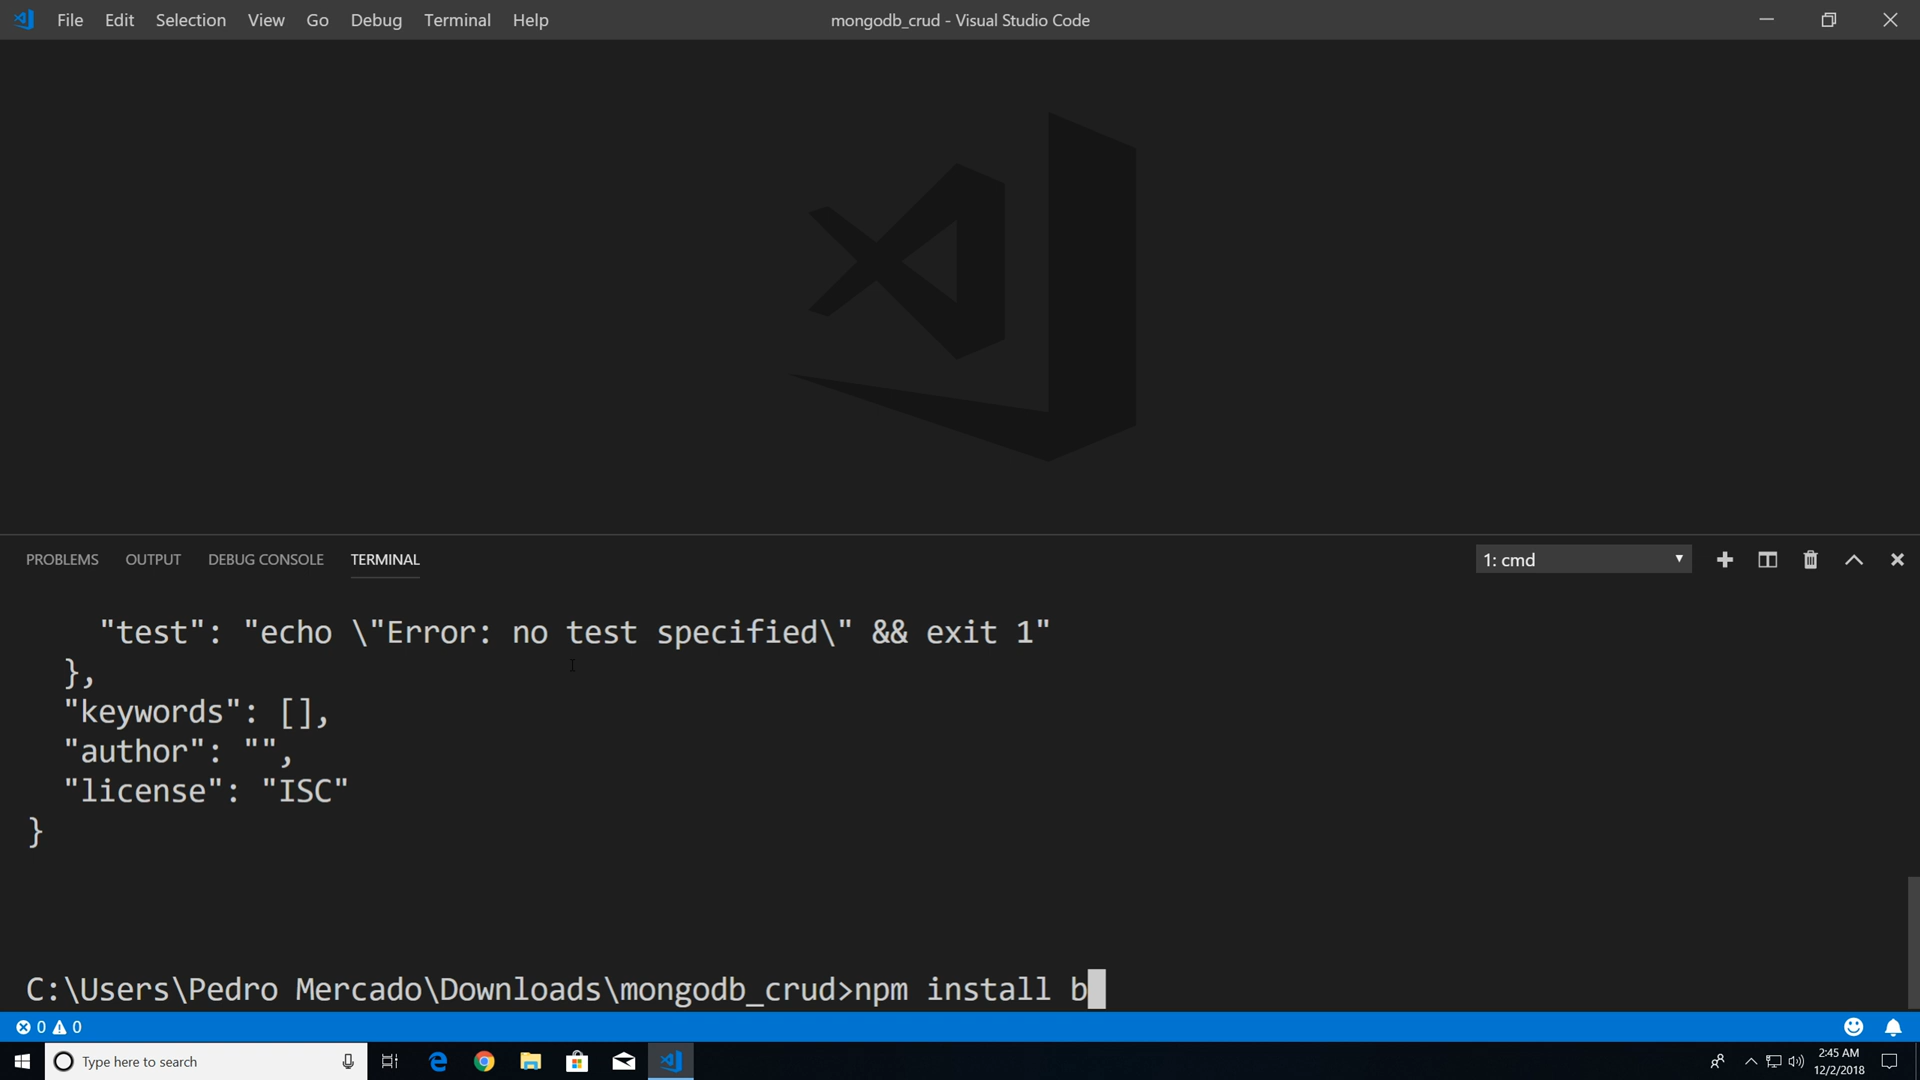 File Edit Selection View Go Debug Terminal Help
mongodb_crud - Visual Studio Code
PROBLEMS OUTPUT DEBUG CONSOLE TERMINAL
1: cmd
"test": "echo \"Error: no test specified\" && exit 1"
},
"keywords": [],
"author": "",
"license": "ISC"
}
C:\Users\Pedro Mercado\Downloads\mongodb_crud>npm install b
0 0
Type here to search
2:45 AM
12/2/2018